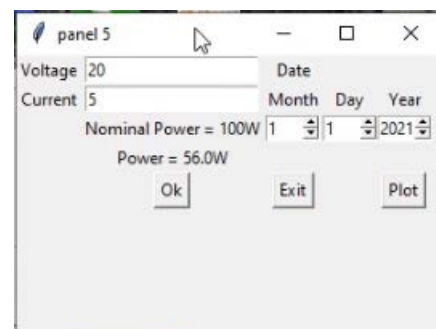 panel 5
Voltage 20 Date
Current 5 Month Day Year
Nominal Power = 100W 1 1 2021
Power = 56.0W
Ok Exit Plot